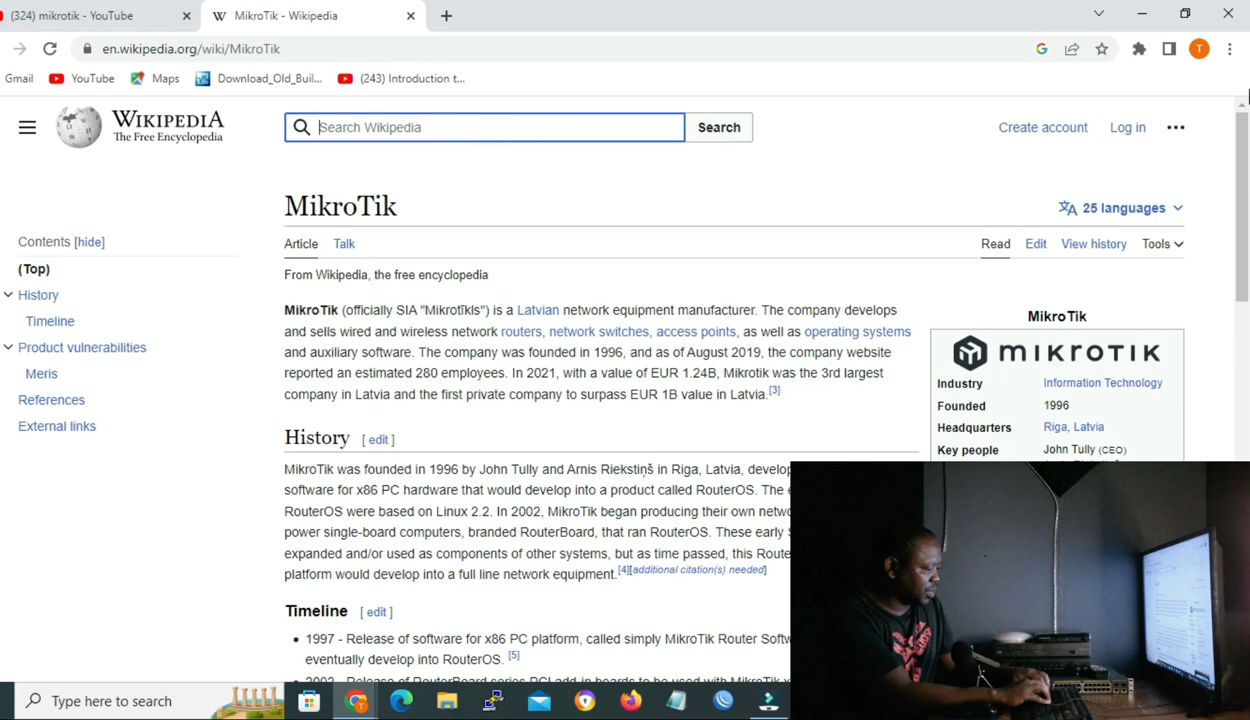 (324) mikrotik - YouTube
MikroTik - Wikipedia
en.wikipedia.org/wiki/MikroTik
T
Gmail
YouTube
Maps
Download_Old_Buil...
(243) Introduction t...
WIKIPEDIA
The Free Encyclopedia
Search Wikipedia
Search
Create account
Log in
MikroTik
25 languages
Contents [hide]
Article
Talk
Read
Edit
View history
Tools
(Top)
From Wikipedia, the free encyclopedia
History
Timeline
Product vulnerabilities
Meris
References
External links
MikroTik (officially SIA "Mikrotīkls") is a Latvian network equipment manufacturer. The company develops
and sells wired and wireless network routers, network switches, access points, as well as operating systems
and auxiliary software. The company was founded in 1996, and as of August 2019, the company website
reported an estimated 280 employees. In 2021, with a value of EUR 1.24B, Mikrotik was the 3rd largest
company in Latvia and the first private company to surpass EUR 1B value in Latvia.[3]
MikroTik
MIKROTIK
Industry Information Technology
Founded 1996
Headquarters Riga, Latvia
Key people John Tully (CEO)
History [ edit ]
MikroTik was founded in 1996 by John Tully and Arnis Riekstiņš in Riga, Latvia, develop
software for x86 PC hardware that would develop into a product called RouterOS. The e
RouterOS were based on Linux 2.2. In 2002, MikroTik began producing their own netwo
power single-board computers, branded RouterBoard, that ran RouterOS. These early S
expanded and/or used as components of other systems, but as time passed, this Route
platform would develop into a full line network equipment.[4][additional citation(s) needed]
Timeline [ edit ]
• 1997 - Release of software for x86 PC platform, called simply MikroTik Router Softw
eventually develop into RouterOS. [5]
Type here to search